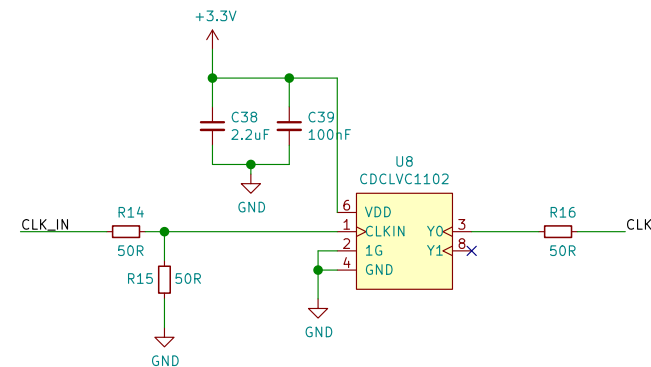 +3.3V
C38
2.2uF
C39
100nF
GND
U8
CDCLVC1102
6
VDD
1
CLKIN
2
1G
4
GND
Y0
3
Y1
8
CLK_IN
R14
50R
R15
50R
GND
GND
R16
50R
CLK